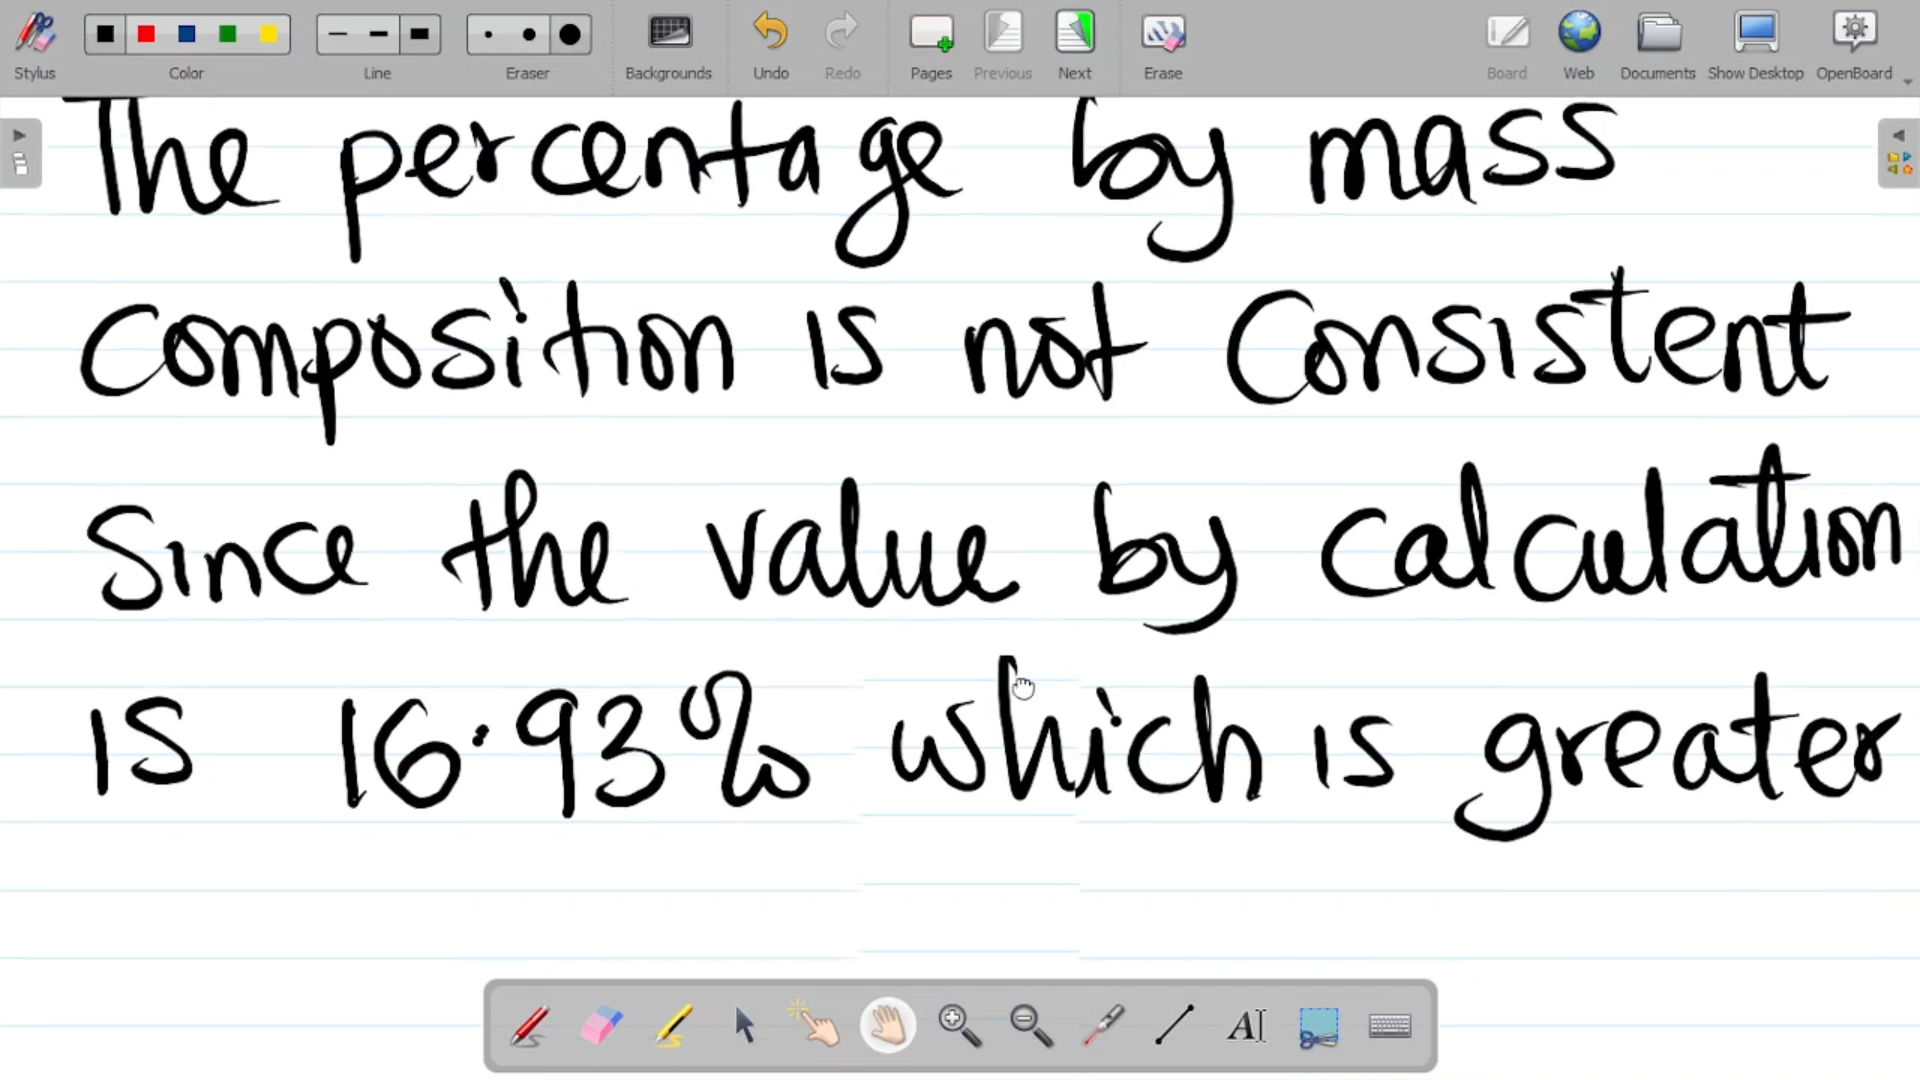 Stylus Color Line Eraser Backgrounds Undo Redo Pages Previous Next Erase Board Web Documents Show Desktop OpenBoard
The percentage by mass
composition is not consistent
Since the value by calculation
is 16.93% which is greater